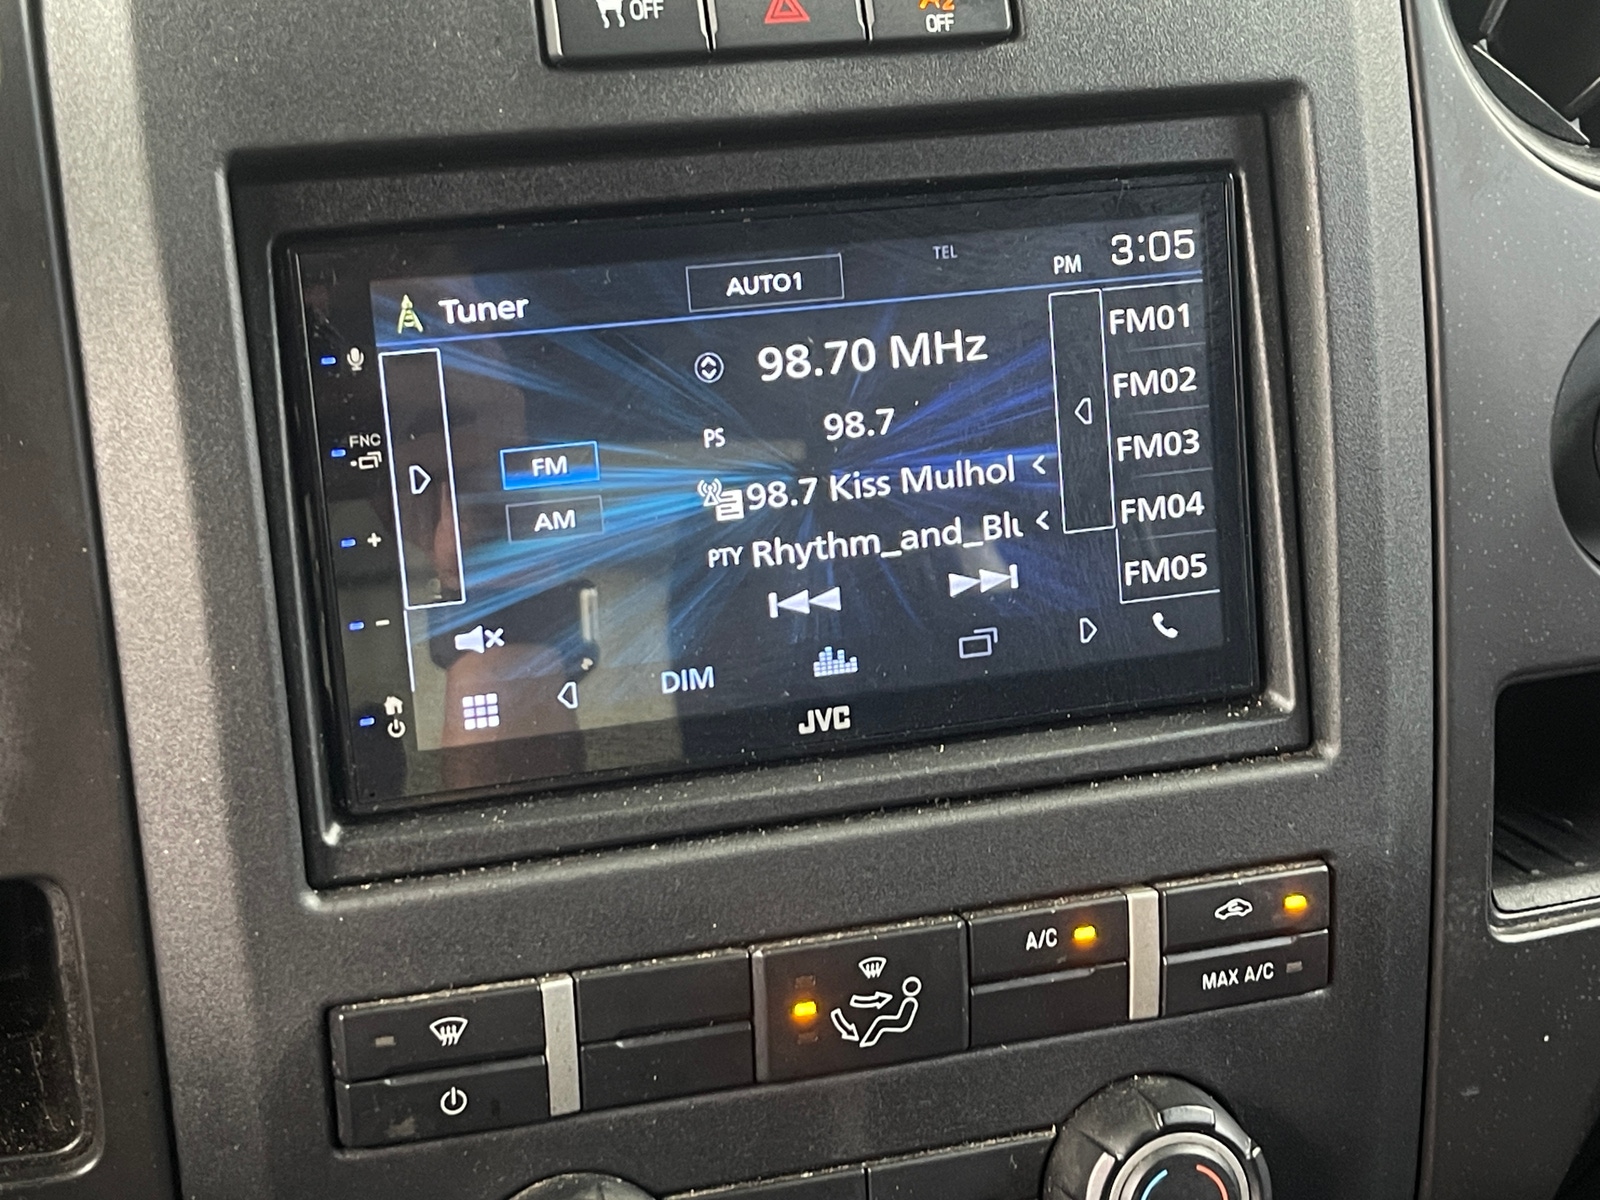 OFF
OFF
Tuner
AUTO1
TEL
PM 3:05
98.70 MHz
PS 98.7
98.7 Kiss Mulhol <
PTY Rhythm_and_Blu <
FM
AM
FM01
FM02
FM03
FM04
FM05
FNC
+
−
DIM
JVC
A/C
MAX A/C